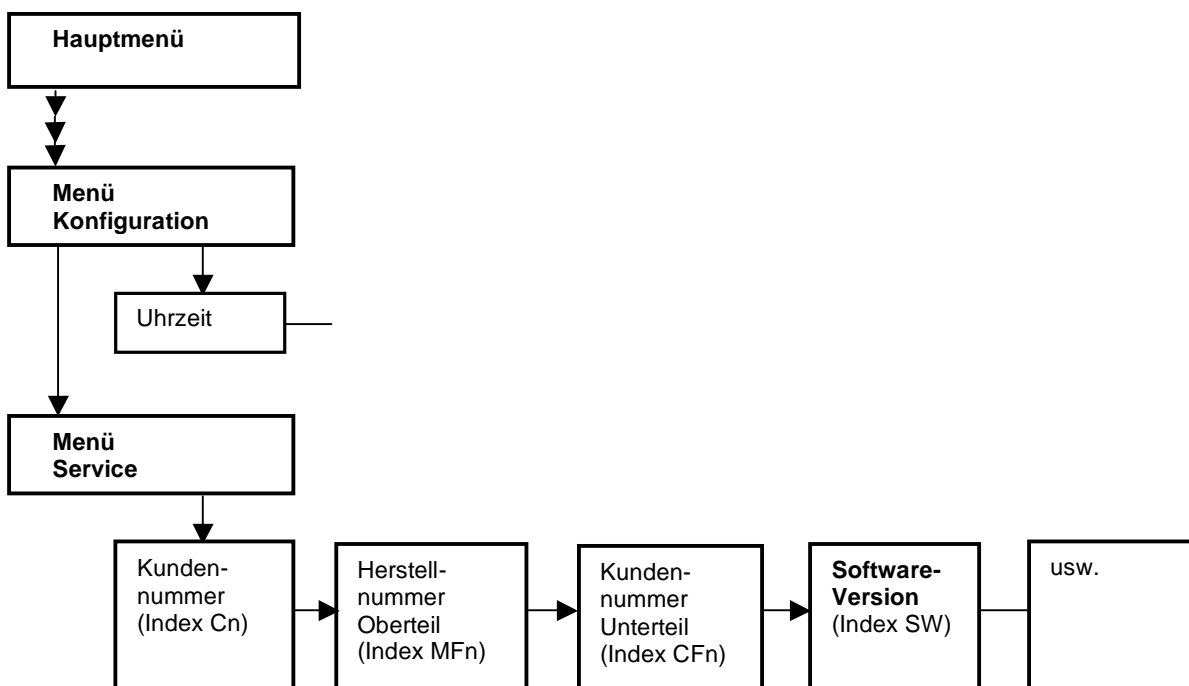 Hauptmenü
Menü
Konfiguration
Uhrzeit
Menü
Service
Kunden-
nummer
(Index Cn)
Herstell-
nummer
Oberteil
(Index MFn)
Kunden-
nummer
Unterteil
(Index CFn)
Software-
Version
(Index SW)
usw.